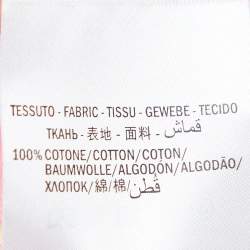 TESSUTO - FABRIC - TISSU - GEWEBE - TECIDO
ТКАНЬ - 表地 - 面料 - قماش
100% COTONE/COTTON/COTON/
BAUMWOLLE/ALGODÓN/ALGODÃO/
ХЛОПОК/綿/棉/قطن